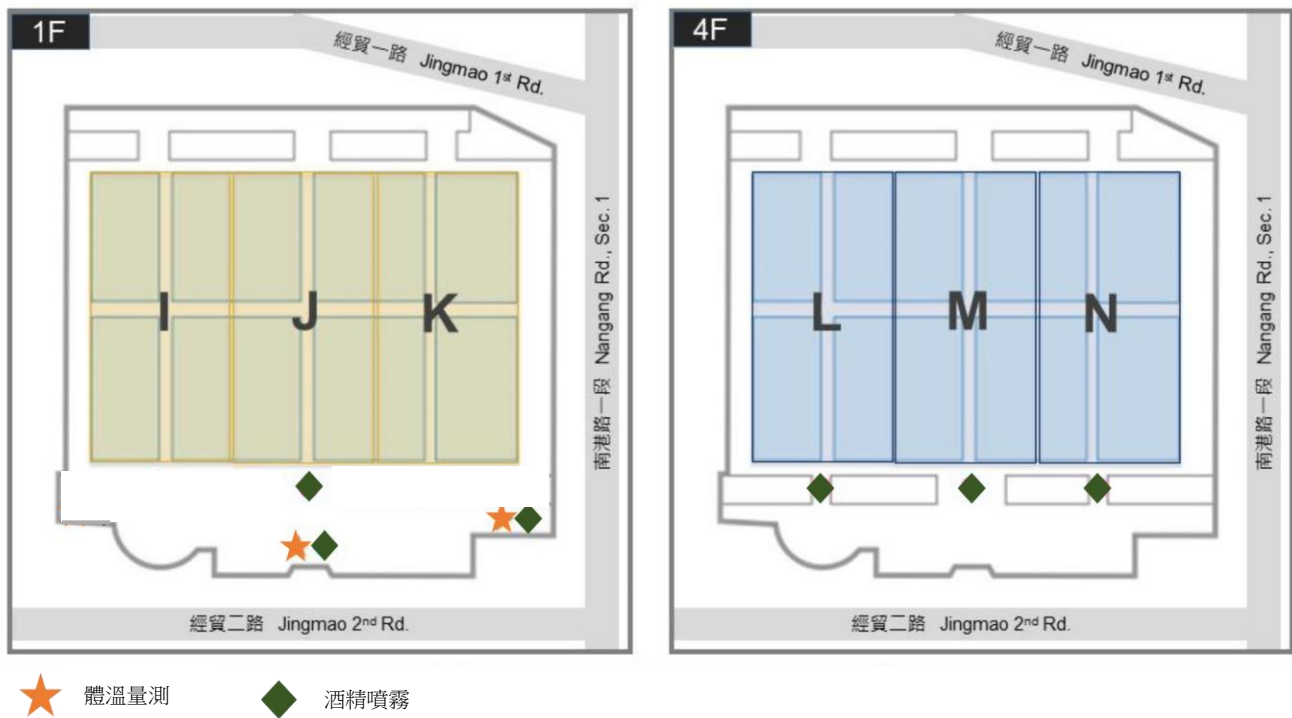 1F
經貿一路 Jingmao 1st Rd.
I
J
K
南港路一段 Nangang Rd., Sec. 1
經貿二路 Jingmao 2nd Rd.
4F
經貿一路 Jingmao 1st Rd.
L
M
N
南港路一段 Nangang Rd., Sec. 1
經貿二路 Jingmao 2nd Rd.
體溫量測
酒精噴霧